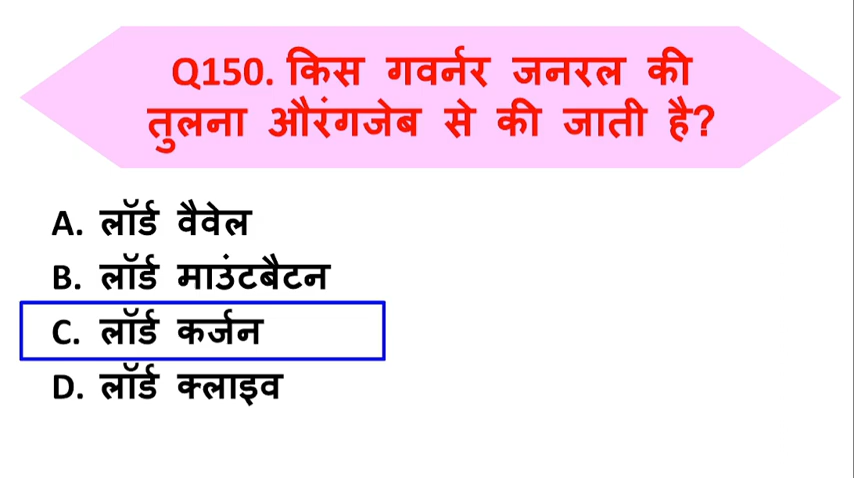 Q150. किस गवर्नर जनरल की
तुलना औरंगजेब से की जाती है?
A. लॉर्ड वैवेल
B. लॉर्ड माउंटबैटन
C. लॉर्ड कर्जन
D. लॉर्ड क्लाइव